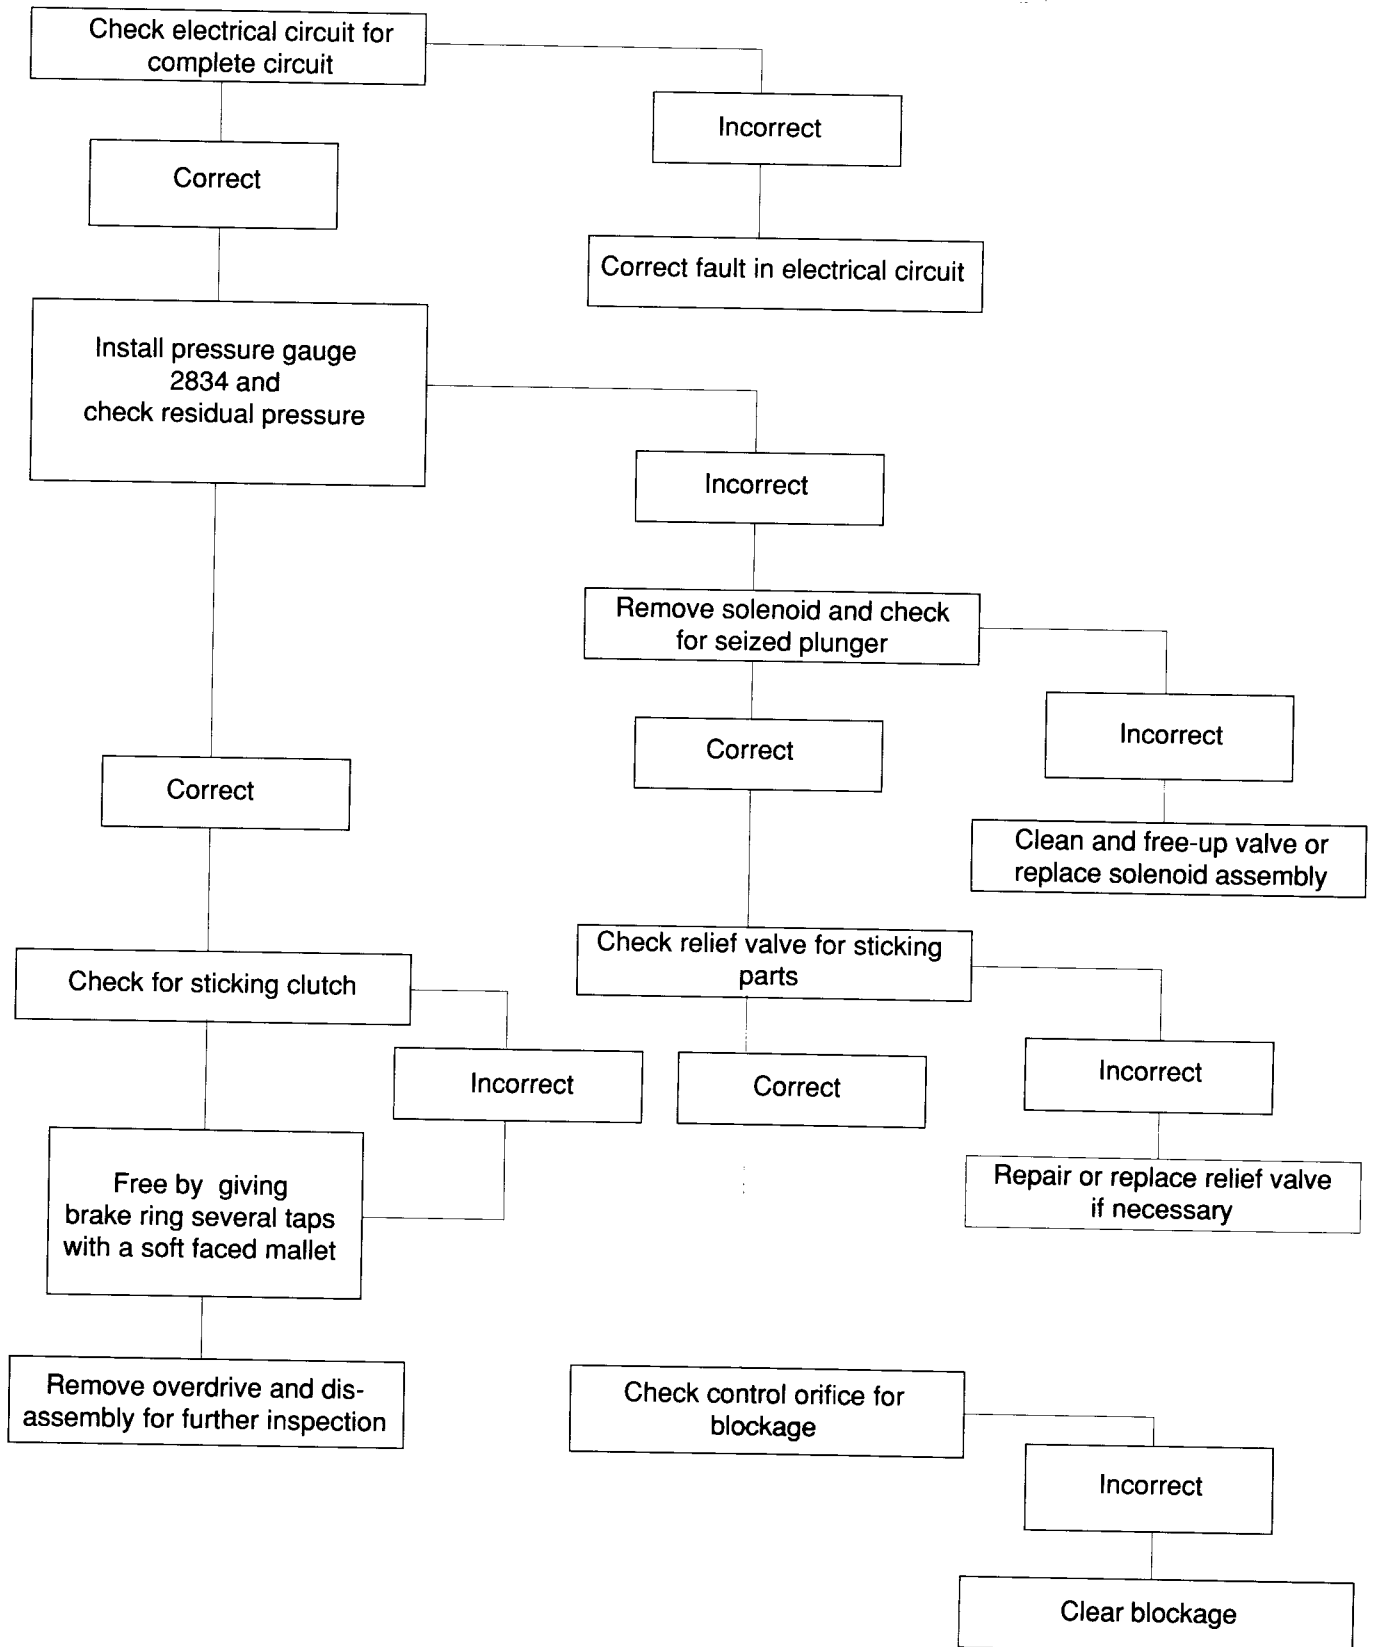 Check electrical circuit for
complete circuit
Incorrect
Correct
Correct fault in electrical circuit
Install pressure gauge
2834 and
check residual pressure
Incorrect
Remove solenoid and check
for seized plunger
Incorrect
Correct
Correct
Clean and free-up valve or
replace solenoid assembly
Check relief valve for sticking
parts
Check for sticking clutch
Incorrect
Correct
Incorrect
Free by giving
brake ring several taps
with a soft faced mallet
Repair or replace relief valve
if necessary
Remove overdrive and dis-
assembly for further inspection
Check control orifice for
blockage
Incorrect
Clear blockage